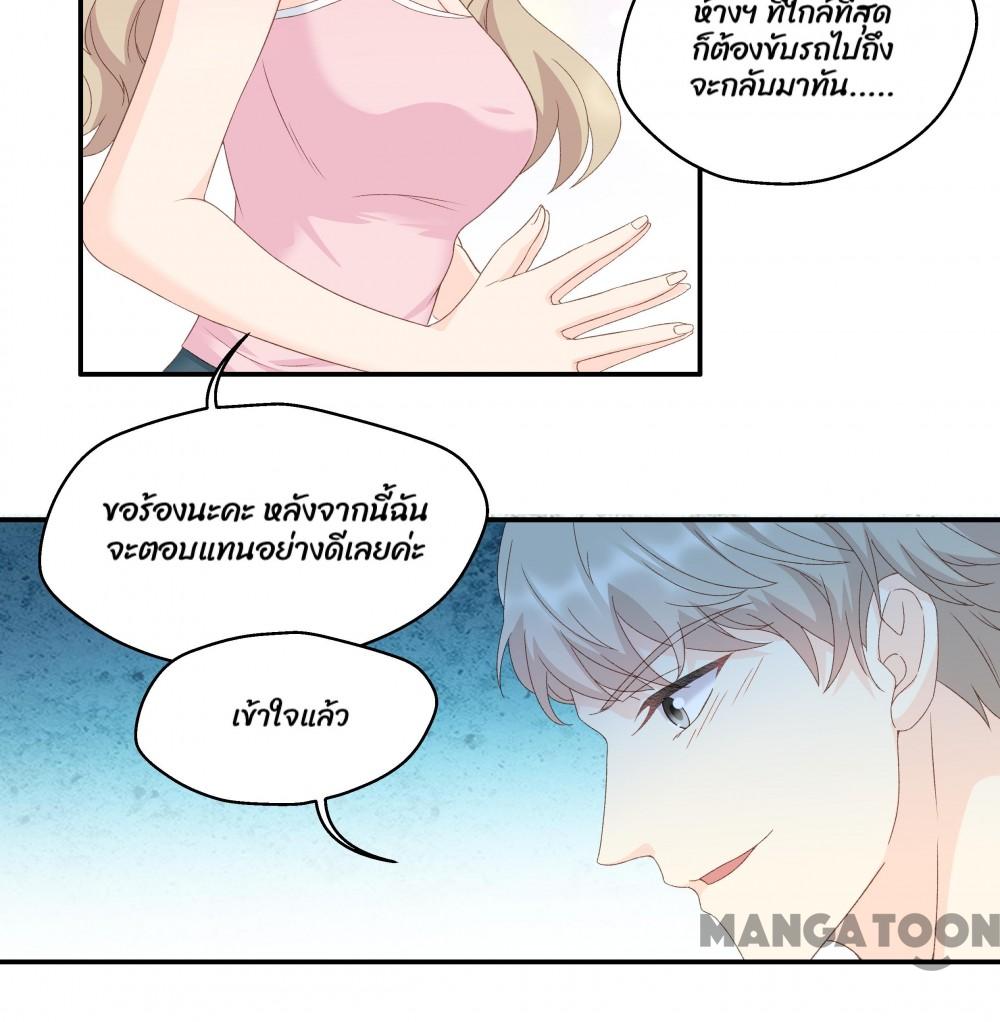 ห้างฯ ที่ใกล้ที่สุด
ก็ต้องขับรถไปถึง
จะกลับมาทัน.....
ขอร้องนะคะ หลังจากนี้ฉัน
จะตอบแทนอย่างดีเลยค่ะ
เข้าใจแล้ว
MANGATOON